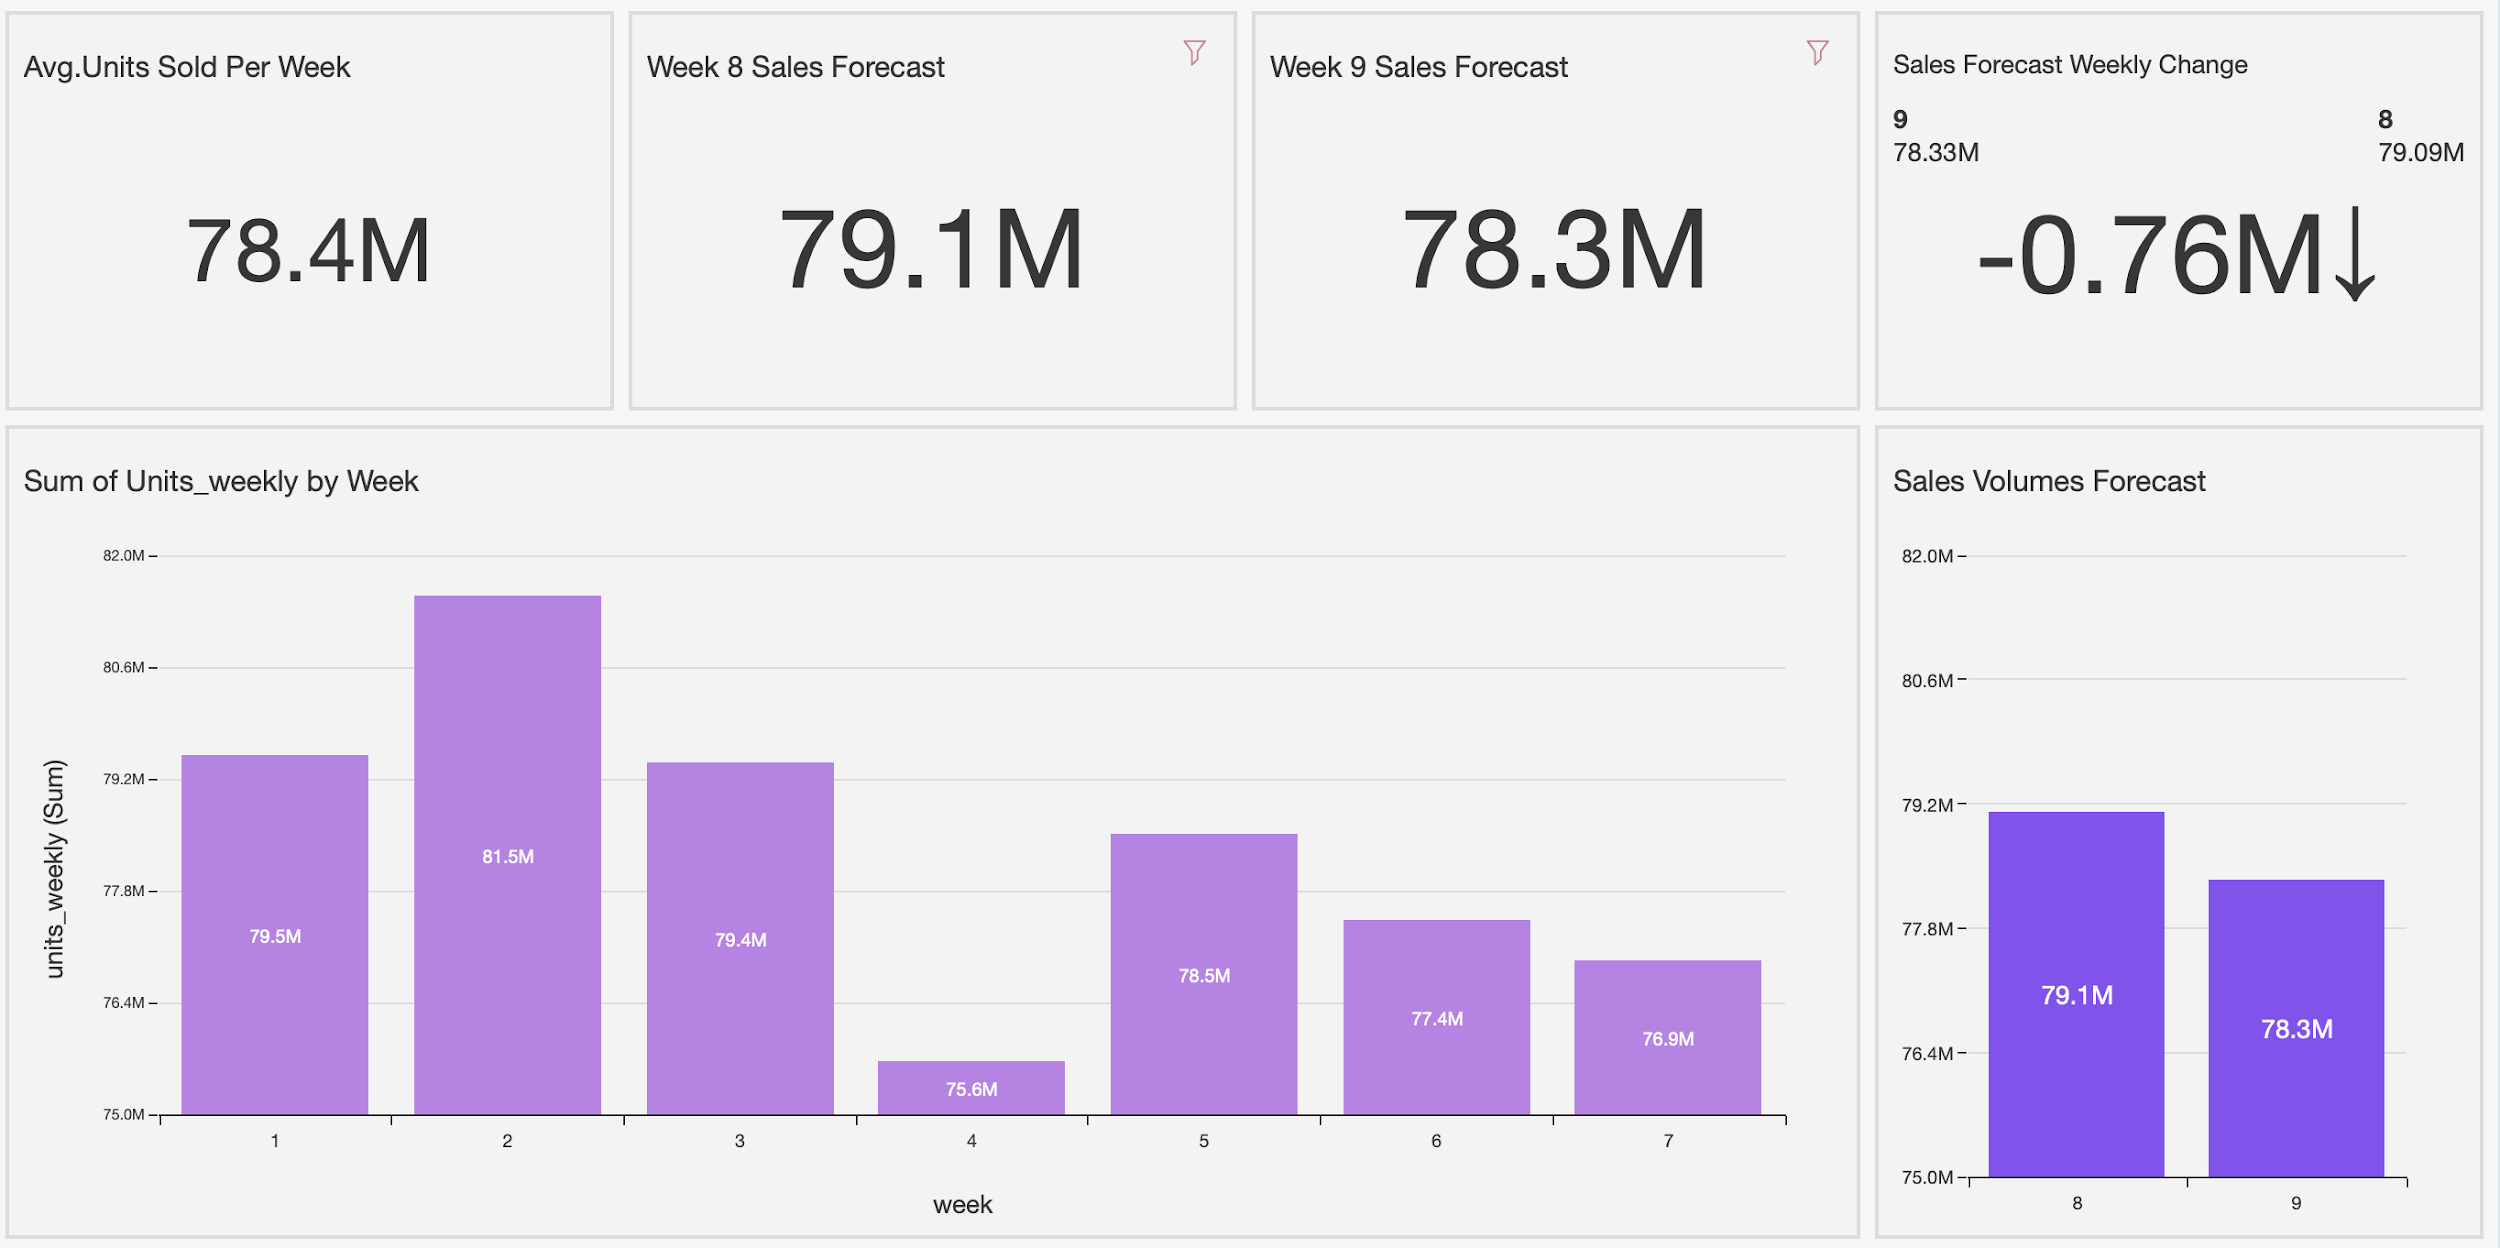 Avg.Units Sold Per Week
78.4M
Week 8 Sales Forecast
79.1M
Week 9 Sales Forecast
78.3M
Sales Forecast Weekly Change
9 8
78.33M 79.09M
-0.76M↓
Sum of Units_weekly by Week
units_weekly (Sum)
82.0M
80.6M
79.2M
77.8M
76.4M
75.0M
79.5M
81.5M
79.4M
75.6M
78.5M
77.4M
76.9M
1 2 3 4 5 6 7
week
Sales Volumes Forecast
82.0M
80.6M
79.2M
77.8M
76.4M
75.0M
79.1M
78.3M
8 9